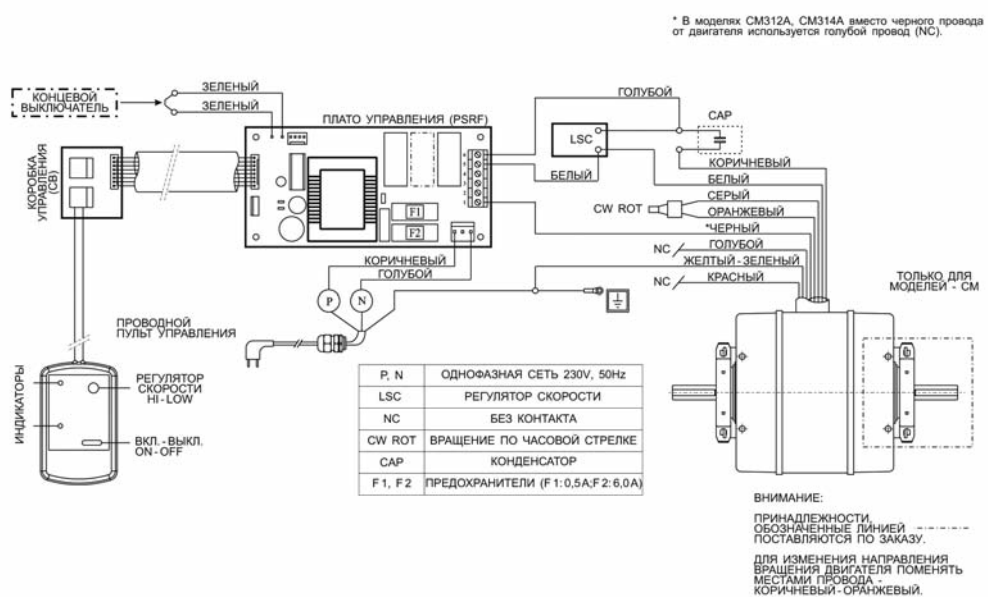 * В моделях СМ312А, СМ314А вместо черного провода
от двигателя используется голубой провод (NC).
КОНЦЕВОЙ
ВЫКЛЮЧАТЕЛЬ
ЗЕЛЕНЫЙ
ЗЕЛЕНЫЙ
ПЛАТО УПРАВЛЕНИЯ (PSRF)
ГОЛУБОЙ
LSC
CAP
БЕЛЫЙ
КОРОБКА
УПРАВЛЕНИЯ
(СВ)
F1
F2
КОРИЧНЕВЫЙ
БЕЛЫЙ
СЕРЫЙ
CW ROT
ОРАНЖЕВЫЙ
*ЧЕРНЫЙ
NC
ГОЛУБОЙ
ЖЕЛТЫЙ-ЗЕЛЕНЫЙ
NC
КРАСНЫЙ
КОРИЧНЕВЫЙ
ГОЛУБОЙ
P
N
ТОЛЬКО ДЛЯ
МОДЕЛЕЙ - СМ
ПРОВОДНОЙ
ПУЛЬТ УПРАВЛЕНИЯ
ИНДИКАТОРЫ
РЕГУЛЯТОР
СКОРОСТИ
HI-LOW
ВКЛ.-ВЫКЛ.
ON-OFF
P, N ОДНОФАЗНАЯ СЕТЬ 230V, 50Hz
LSC РЕГУЛЯТОР СКОРОСТИ
NC БЕЗ КОНТАКТА
CW ROT ВРАЩЕНИЕ ПО ЧАСОВОЙ СТРЕЛКЕ
CAP КОНДЕНСАТОР
F1, F2 ПРЕДОХРАНИТЕЛИ (F1:0,5A;F2:6,0A)
ВНИМАНИЕ:
ПРИНАДЛЕЖНОСТИ,
ОБОЗНАЧЕННЫЕ ЛИНИЕЙ
ПОСТАВЛЯЮТСЯ ПО ЗАКАЗУ.
ДЛЯ ИЗМЕНЕНИЯ НАПРАВЛЕНИЯ
ВРАЩЕНИЯ ДВИГАТЕЛЯ ПОМЕНЯТЬ
МЕСТАМИ ПРОВОДА -
КОРИЧНЕВЫЙ-ОРАНЖЕВЫЙ.